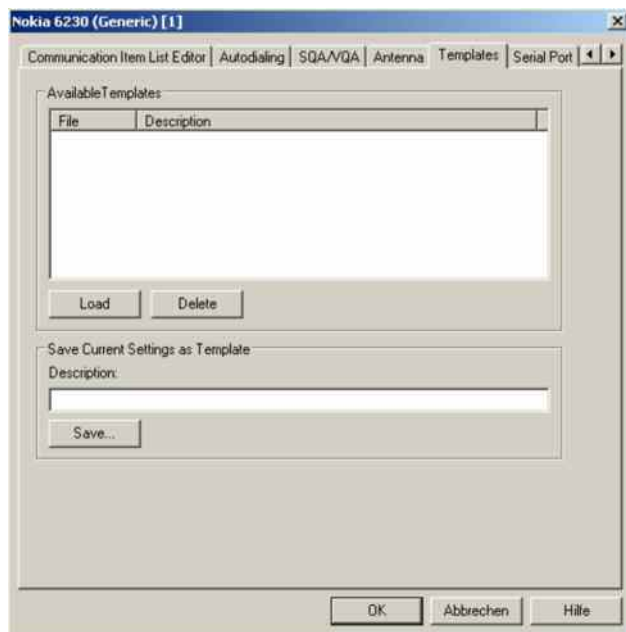 Nokia 6230 (Generic) [1]
Communication Item List Editor Autodialing SQA/VQA Antenna Templates Serial Port
AvailableTemplates
File Description
Load Delete
Save Current Settings as Template
Description:
Save...
OK Abbrechen Hilfe